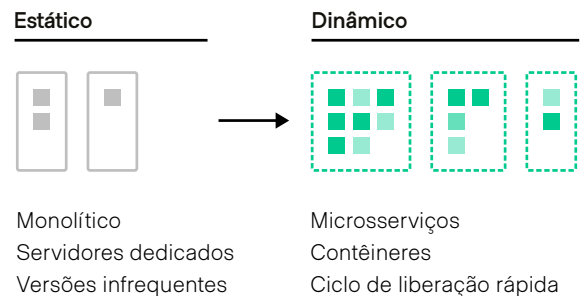 Estático
Dinâmico
Monolítico
Servidores dedicados
Versões infrequentes
Microsserviços
Contêineres
Ciclo de liberação rápida